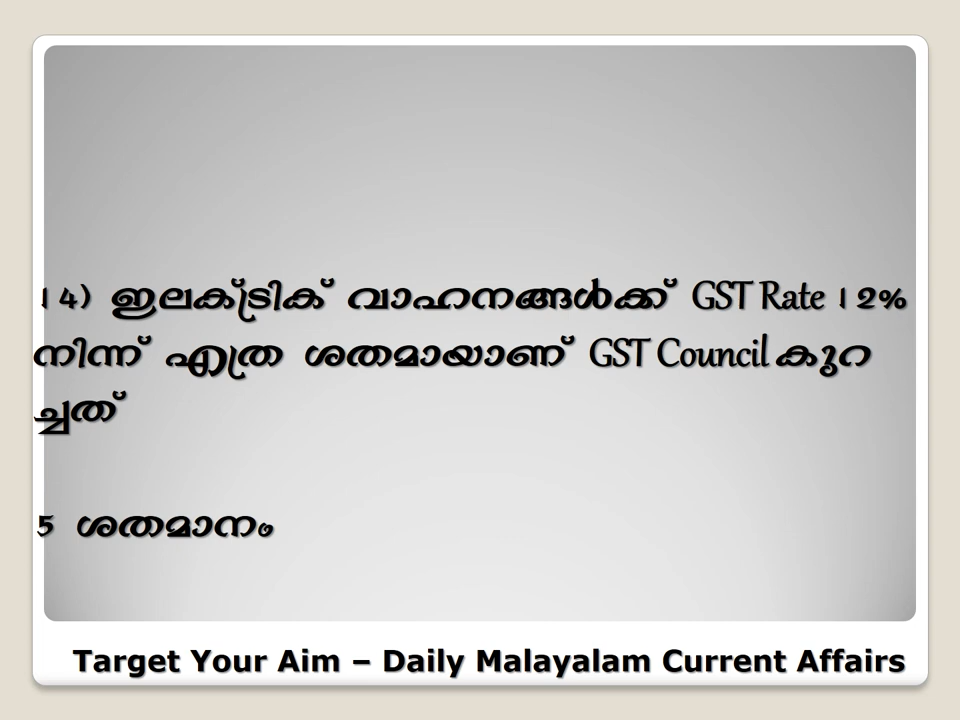 14) ഇലക്ട്രിക് വാഹനങ്ങൾക്ക് GST Rate 12%
നിന്ന് എത്ര ശതമായാണ് GST Council കുറ
ച്ചത്
5 ശതമാനം
Target Your Aim – Daily Malayalam Current Affairs